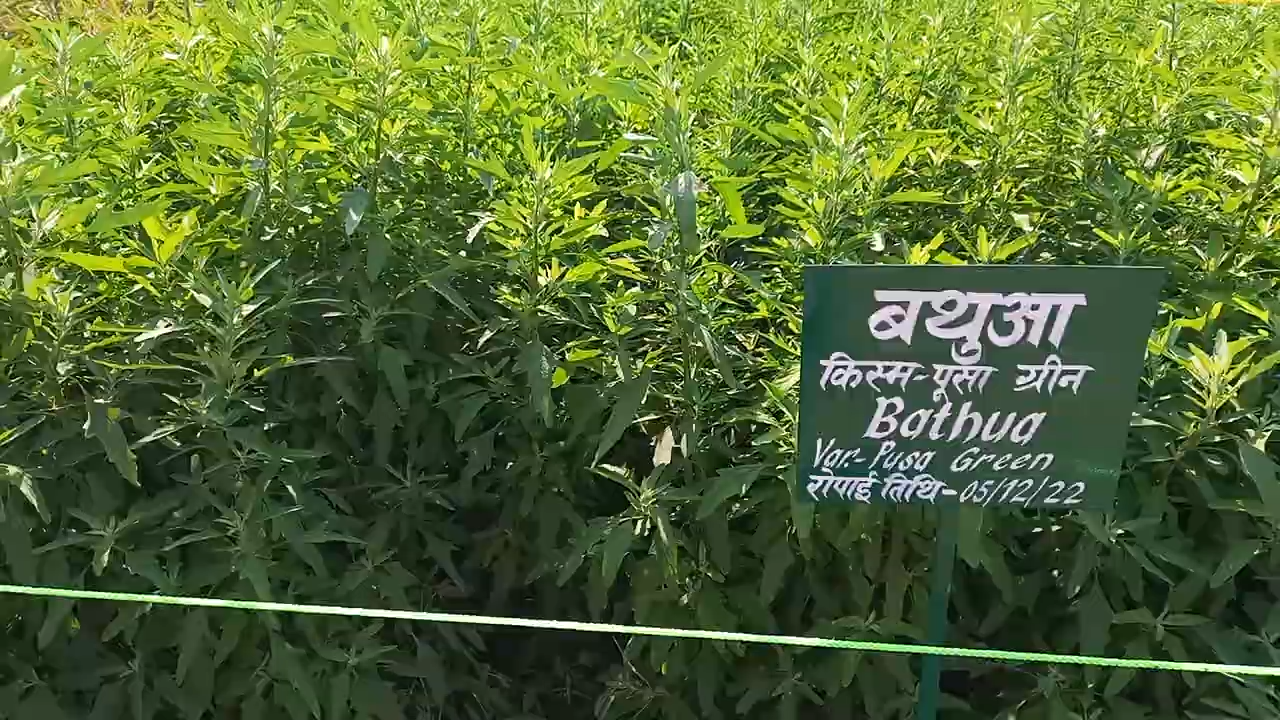 बथुआ
किस्म-पूसा ग्रीन
Bathua
Var.- Pusa Green
रोपाई तिथि-05/12/22